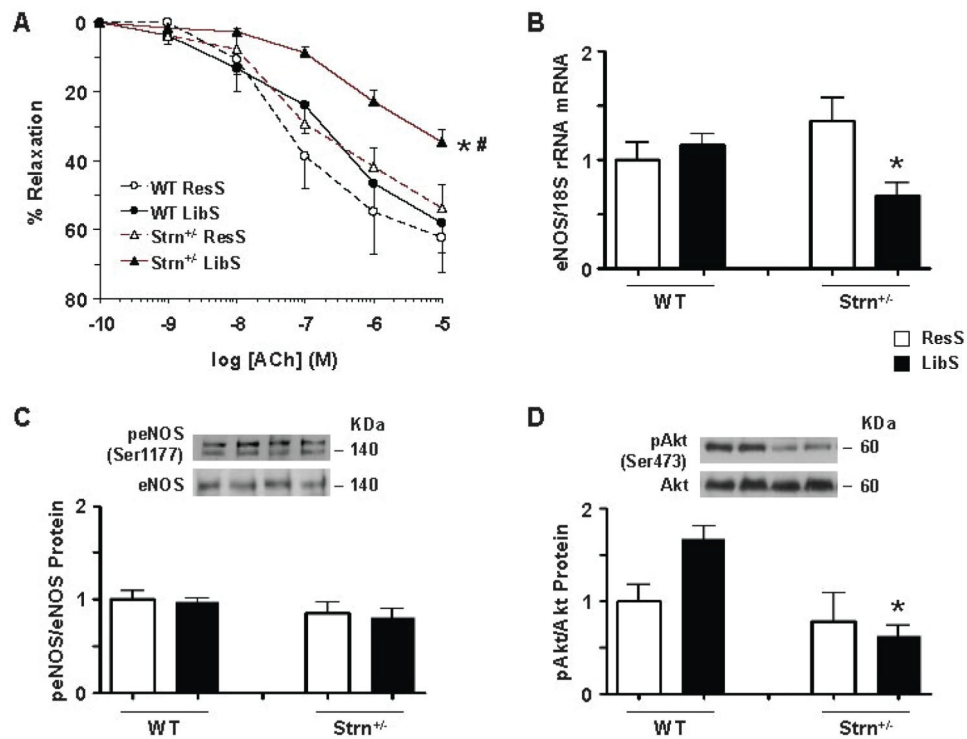 A
% Relaxation
0
20
40
60
80
-10
-9
-8
-7
-6
-5
log [ACh] (M)
WT ResS
WT LibS
Strn+/- ResS
Strn+/- LibS
* #
B
eNOS/18S rRNA mRNA
2
1
0
*
WT
Strn+/-
ResS
LibS
C
peNOS
(Ser1177)
eNOS
KDa
– 140
– 140
peNOS/eNOS Protein
2
1
0
WT
Strn+/-
D
pAkt
(Ser473)
Akt
KDa
– 60
– 60
pAkt/Akt Protein
2
1
0
*
WT
Strn+/-